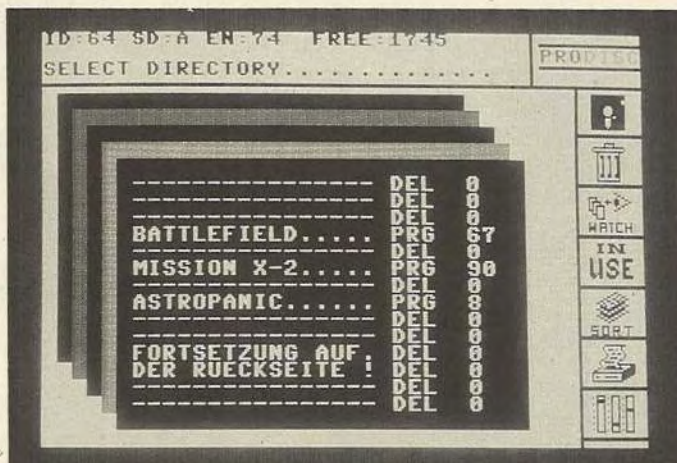 ID:64 SD:A EN:74 FREE:1745
SELECT DIRECTORY..............
PRODISC
---------------- DEL 0
---------------- DEL 0
---------------- DEL 0
BATTLEFIELD..... PRG 67
---------------- DEL 0
MISSION X-2..... PRG 90
---------------- DEL 0
ASTROPANIC...... PRG 8
---------------- DEL 0
---------------- DEL 0
FORTSETZUNG AUF. DEL 0
DER RUECKSEITE ! DEL 0
---------------- DEL 0
---------------- DEL 0
WATCH
IN
USE
SORT